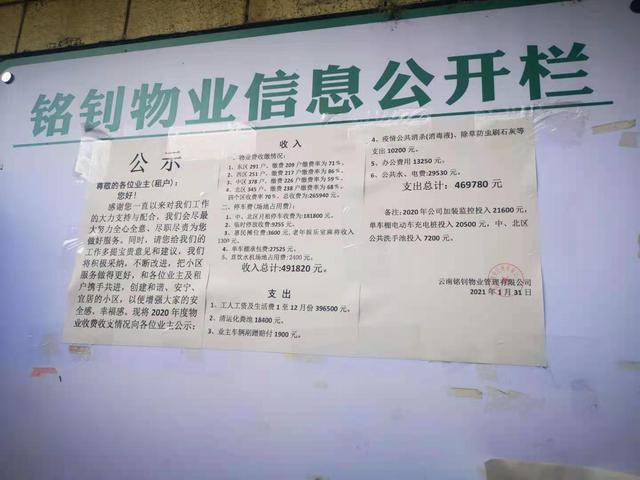 铭钊物业信息公开栏
公示
尊敬的各位业主(租户):
您好!
感谢您一直以来对我们工作
的大力支持与配合，我们会尽最
大努力全心全意、尽职尽责为您
做好服务。同时，请您给我们的
工作多提宝贵意见和建议，我们
将积极采纳，不断改进，把小区
服务做得更好，和各位业主及租
户携手共进，创建和谐、安宁、
宜居的小区，以便增强大家的安
全感、幸福感。现将2020年度物
业收费收支情况向各位业主公示:
收入
一、物业费收缴情况:
1、东区291户，缴费209户缴费率为71%。
2、西区251户，缴费217户缴费率为86%。
3、中区378户，缴费226户缴费率为59%。
4、北区345户，缴费238户缴费率为68%。
四个区收费率70%，总收费为:265940元。
二、停车费(场地占用费):
1、中、北区月租停车收费为:181800元。
2、临时停放收费:9255元。
3、惠民摊位费:3600元，老年娱乐室麻将收入
1300元。
4、单车棚承包费:27525元。
5、直饮水机场地占用费:2400元。
收入总计:491820元。
支出
1、工人工资及生活费1至12月份396500元。
2、清运化粪池18400元。
3、业主车辆剐蹭赔付1900元。
4、疫情公共消杀(消毒液)、除草防虫刷石灰等
支出10200元。
5、办公费用13250元。
6、公共水、电费:29530元。
支出总计:469780元
备注:2020年公司加装监控投入21600元，
单车棚电动车充电桩投入20500元，中、北区
公共洗手池投入7200元。
云南铭钊物业管理有限公司
2021年1月31日